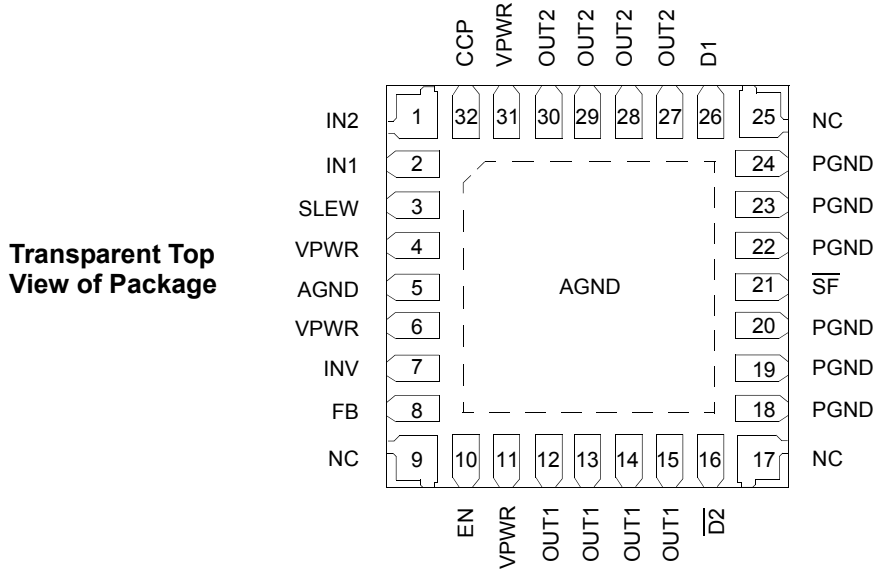 CCP
VPWR
OUT2
OUT2
OUT2
OUT2
D1
32
31
30
29
28
27
26
IN2 1
25 NC
IN1 2
24 PGND
SLEW 3
23 PGND
VPWR 4
22 PGND
Transparent Top
View of Package
AGND 5
AGND
21 S̅F̅
VPWR 6
20 PGND
INV 7
19 PGND
FB 8
18 PGND
NC 9
17 NC
10
11
12
13
14
15
16
EN
VPWR
OUT1
OUT1
OUT1
OUT1
D̅2̅